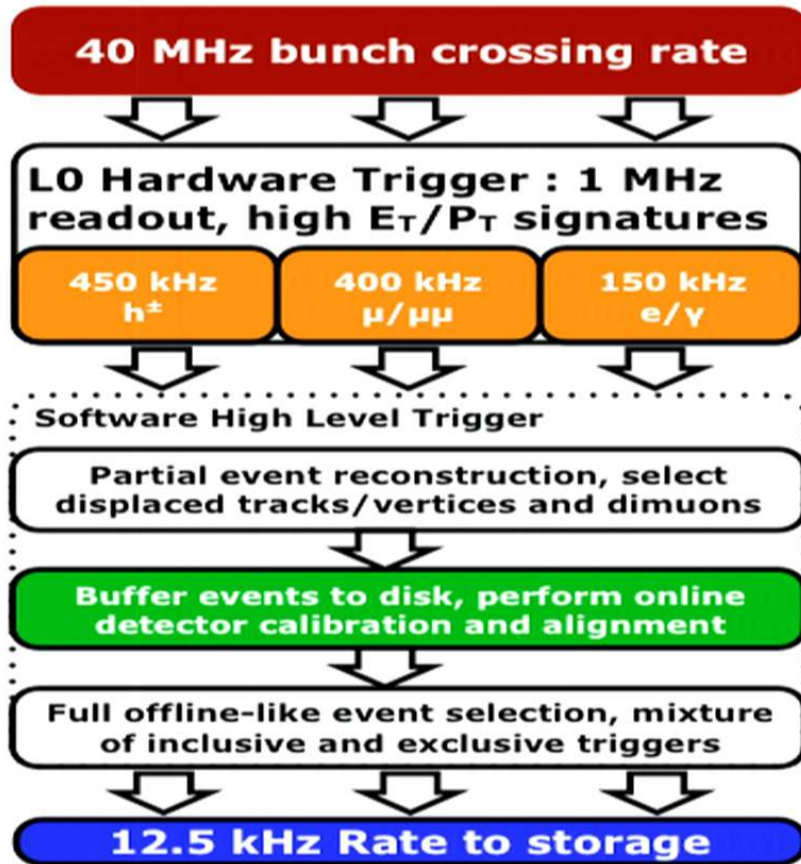 40 MHz bunch crossing rate
L0 Hardware Trigger : 1 MHz
readout, high E_T/P_T signatures
450 kHz
h±
400 kHz
μ/μμ
150 kHz
e/γ
Software High Level Trigger
Partial event reconstruction, select
displaced tracks/vertices and dimuons
Buffer events to disk, perform online
detector calibration and alignment
Full offline-like event selection, mixture
of inclusive and exclusive triggers
12.5 kHz Rate to storage